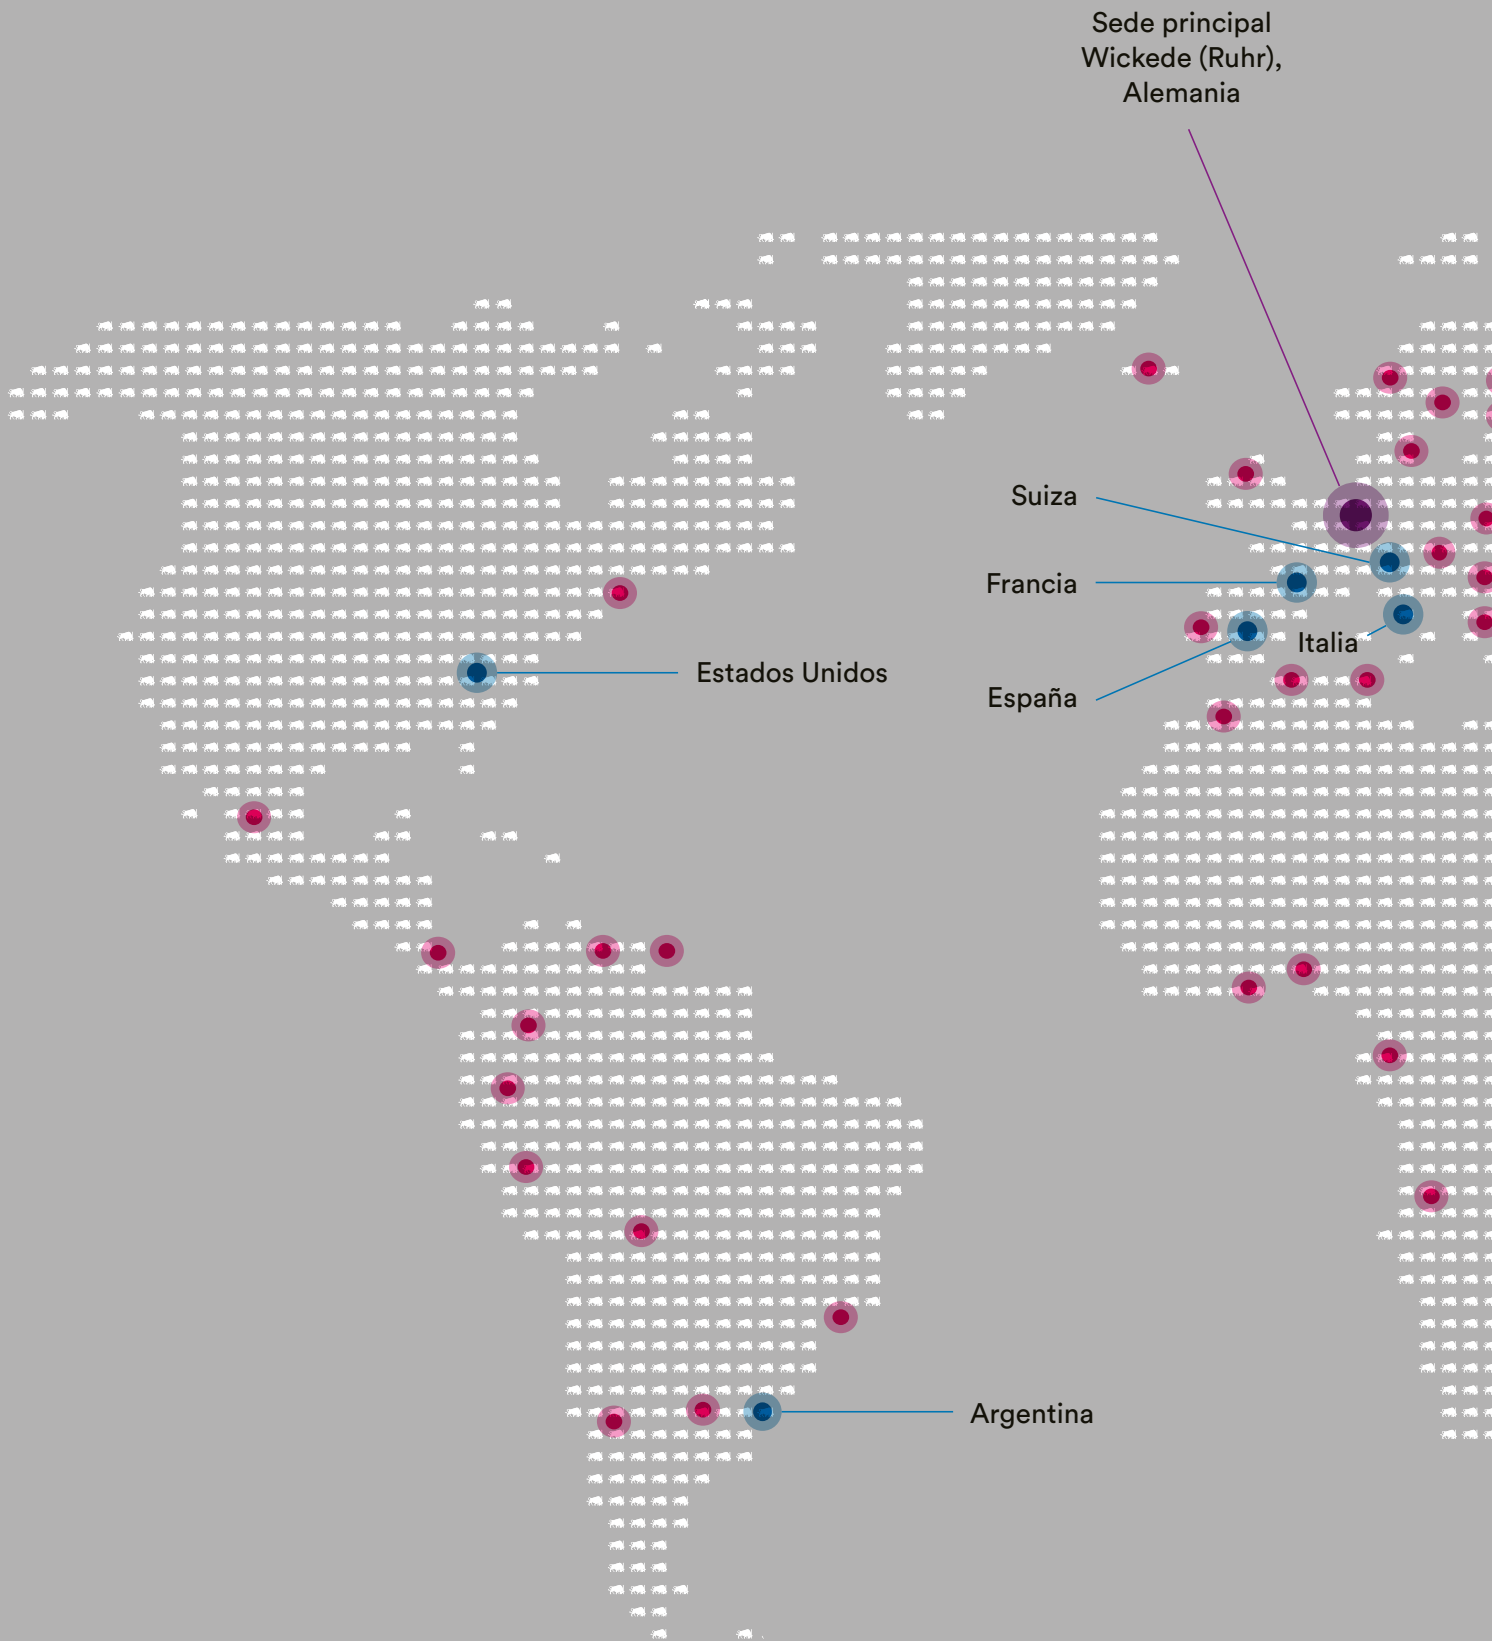 Sede principal
Wickede (Ruhr),
Alemania
Suiza
Francia
Italia
España
Estados Unidos
Argentina